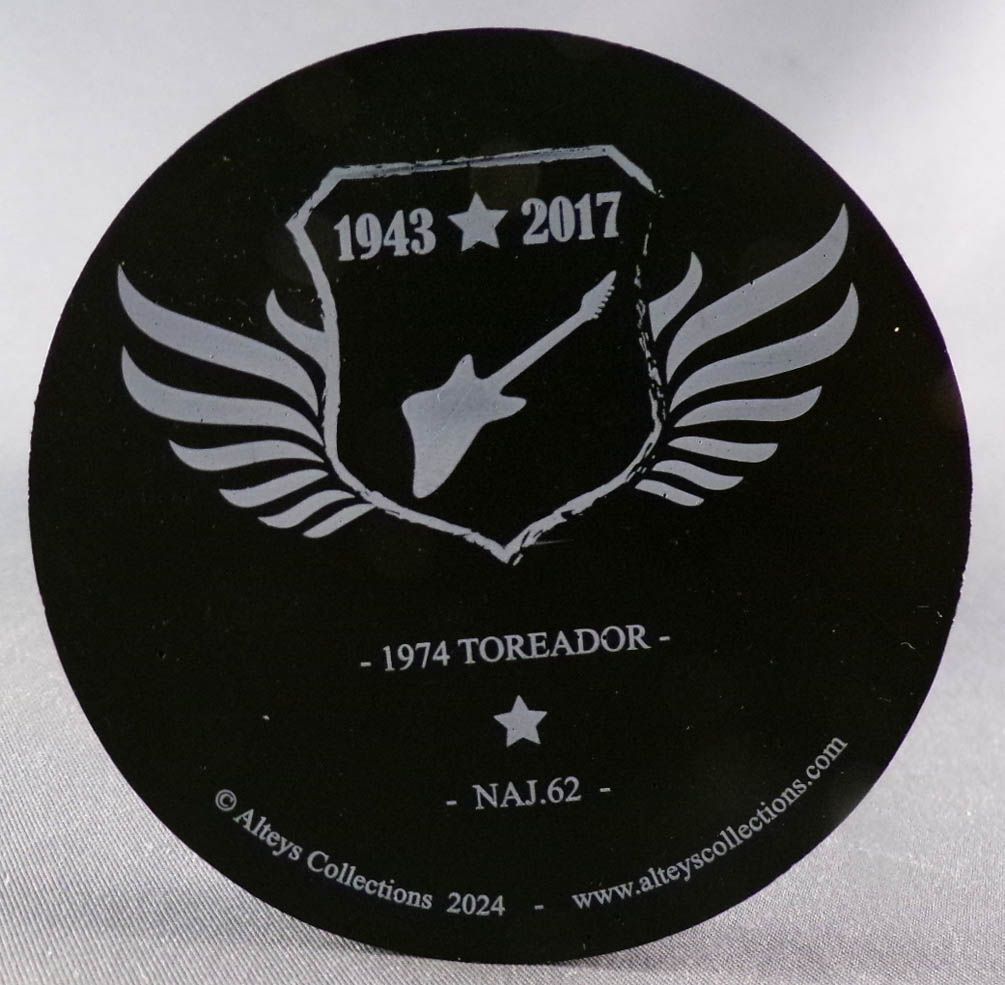 1943 ★ 2017
- 1974 TOREADOR -
- NAJ.62 -
© Alteys Collections 2024 - www.alteyscollections.com